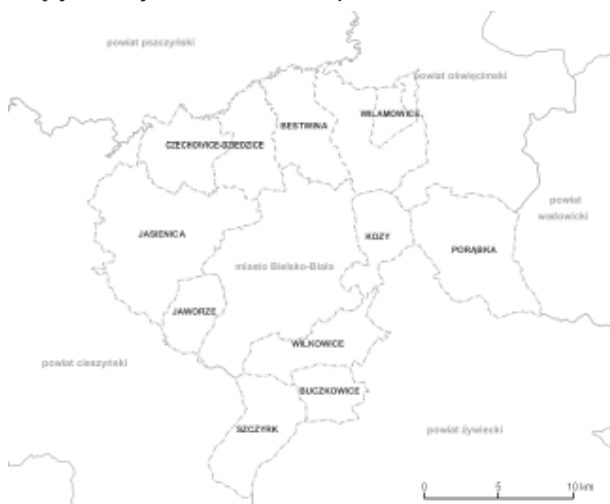 powiat pszczyński
powiat oświęcimski
WILAMOWICE
BESTWINA
CZECHOWICE-DZIEDZICE
powiat
wadowicki
JASIENICA
KOZY
PORĄBKA
miasto Bielsko-Biała
JAWORZE
WILKOWICE
powiat cieszyński
BUCZKOWICE
SZCZYRK
powiat żywiecki
0 5 10 km